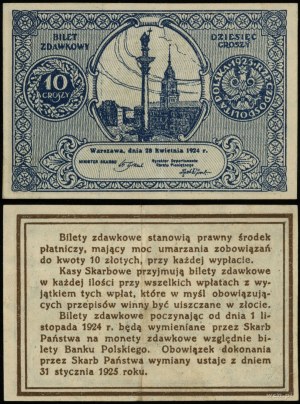 BILET
ZDAWKOWY
DZIESIĘĆ
GROSZY
10
GROSZY
Warszawa, dnia 28 kwietnia 1924 r.
MINISTER SKARBU
Bilety zdawkowe stanowią prawny środek
płatniczy, mający moc umarzania zobowiązań
do kwoty 10 złotych, przy każdej wypłacie.
Kasy Skarbowe przyjmują bilety zdawkowe
w każdej ilości przy wszelkich wpłatach z wy-
jątkiem tych wpłat, które w myśl obowiązują-
cych przepisów winny być uiszczane w złocie.
Bilety zdawkowe począwszy od dnia 1 li-
stopada 1924 r. będą wymieniane przez Skarb
Państwa na monety zdawkowe względnie bi-
lety Banku Polskiego. Obowiązek dokonania
przez Skarb Państwa wymiany ustaje z dniem
31 stycznia 1925 roku.